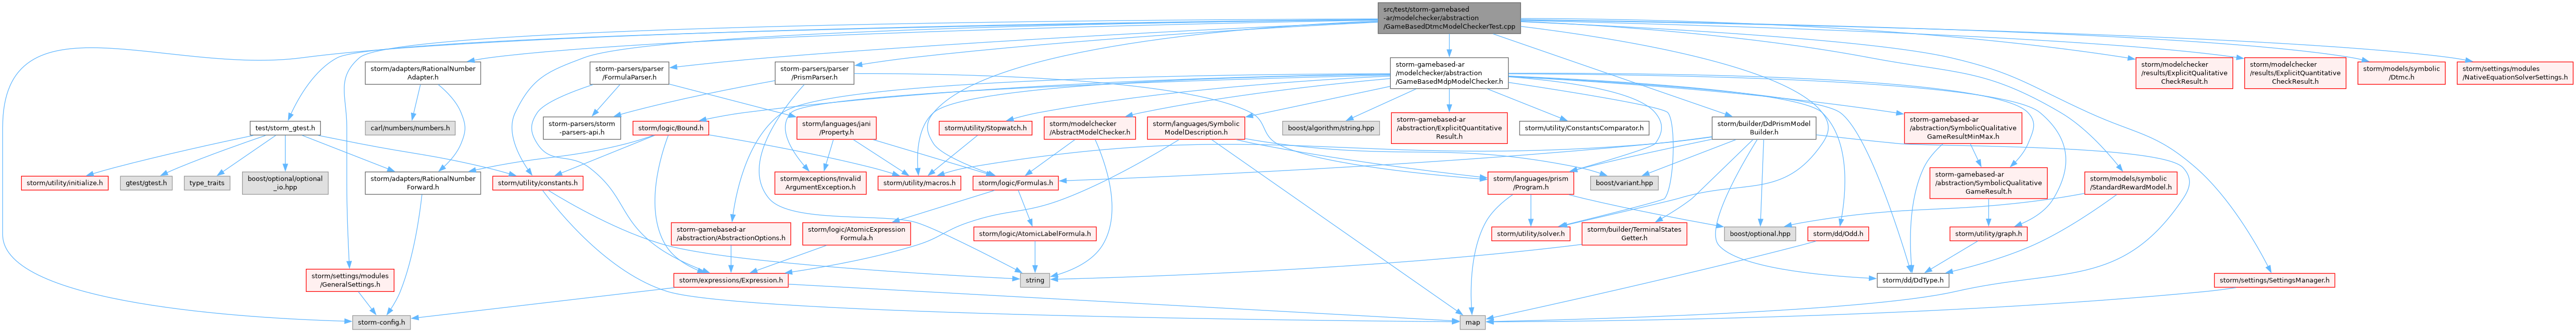 src/test/storm-gamebased
-ar/modelchecker/abstraction
/GameBasedDtmcModelCheckerTest.cpp
storm/adapters/RationalNumber
Adapter.h
storm-parsers/parser
/FormulaParser.h
storm-parsers/parser
/PrismParser.h
storm-gamebased-ar
/modelchecker/abstraction
/GameBasedMdpModelChecker.h
storm/modelchecker
/results/ExplicitQualitative
CheckResult.h
storm/modelchecker
/results/ExplicitQuantitative
CheckResult.h
storm/models/symbolic
/Dtmc.h
storm/settings/modules
/NativeEquationSolverSettings.h
test/storm_gtest.h
carl/numbers/numbers.h
storm-parsers/storm
-parsers-api.h
storm/logic/Bound.h
storm/languages/jani
/Property.h
storm/utility/Stopwatch.h
storm/modelchecker
/AbstractModelChecker.h
storm/languages/Symbolic
ModelDescription.h
boost/algorithm/string.hpp
storm-gamebased-ar
/abstraction/ExplicitQuantitative
Result.h
storm/utility/ConstantsComparator.h
storm/builder/DdPrismModel
Builder.h
storm-gamebased-ar
/abstraction/SymbolicQualitative
GameResultMinMax.h
storm/utility/initialize.h
gtest/gtest.h
type_traits
boost/optional/optional
_io.hpp
storm/adapters/RationalNumber
Forward.h
storm/utility/constants.h
storm/exceptions/Invalid
ArgumentException.h
storm/utility/macros.h
storm/logic/Formulas.h
storm/languages/prism
/Program.h
boost/variant.hpp
storm-gamebased-ar
/abstraction/SymbolicQualitative
GameResult.h
storm/models/symbolic
/StandardRewardModel.h
storm-gamebased-ar
/abstraction/AbstractionOptions.h
storm/logic/AtomicExpression
Formula.h
storm/logic/AtomicLabelFormula.h
storm/utility/solver.h
storm/builder/TerminalStates
Getter.h
boost/optional.hpp
storm/dd/Odd.h
storm/utility/graph.h
storm/settings/modules
/GeneralSettings.h
storm/expressions/Expression.h
string
storm/dd/DdType.h
storm/settings/SettingsManager.h
storm-config.h
map